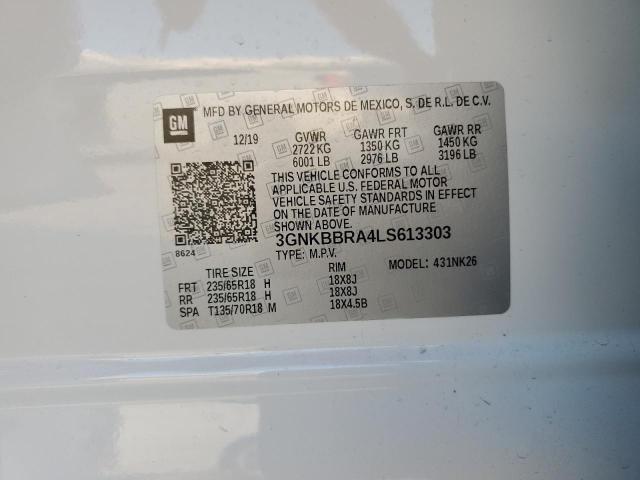 GM
MFD BY GENERAL MOTORS DE MEXICO, S. DE R.L. DE C.V.
12/19 GVWR GAWR FRT GAWR RR
2722 KG 1350 KG 1450 KG
6001 LB 2976 LB 3196 LB
THIS VEHICLE CONFORMS TO ALL
APPLICABLE U.S. FEDERAL MOTOR
VEHICLE SAFETY STANDARDS IN EFFECT
ON THE DATE OF MANUFACTURE
SHOWN ABOVE.
8624 3GNKBBRA4LS613303
TYPE: M.P.V. MODEL: 431NK26
TIRE SIZE RIM
FRT 235/65R18 H 18X8J
RR 235/65R18 H 18X8J
SPA T135/70R18 M 18X4.5B